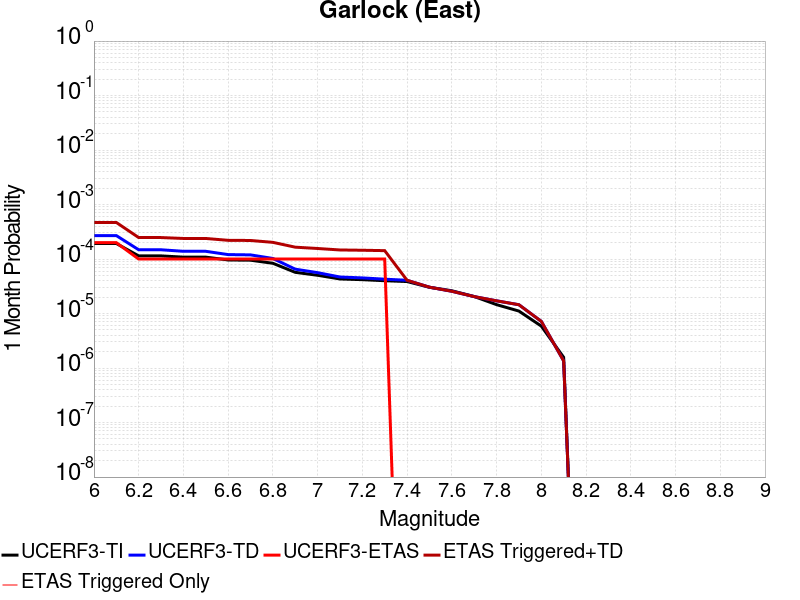 Garlock (East)
1 Month Probability
10^0
10^-1
10^-2
10^-3
10^-4
10^-5
10^-6
10^-7
10^-8
6 6.2 6.4 6.6 6.8 7 7.2 7.4 7.6 7.8 8 8.2 8.4 8.6 8.8 9
Magnitude
UCERF3-TI UCERF3-TD UCERF3-ETAS ETAS Triggered+TD
ETAS Triggered Only